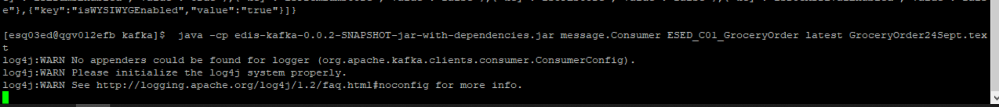 e"},{"key":"isWYSIWYGEnabled","value":"true"}]}
[esq03ed@qgv012efb kafka]$  java -cp edis-kafka-0.0.2-SNAPSHOT-jar-with-dependencies.jar message.Consumer ESED_C01_GroceryOrder latest GroceryOrder24Sept.tex
t
log4j:WARN No appenders could be found for logger (org.apache.kafka.clients.consumer.ConsumerConfig).
log4j:WARN Please initialize the log4j system properly.
log4j:WARN See http://logging.apache.org/log4j/1.2/faq.html#noconfig for more info.